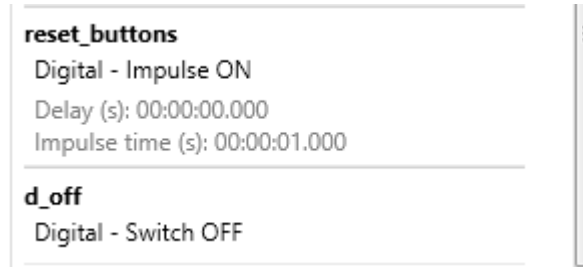 reset_buttons
Digital - Impulse ON
Delay (s): 00:00:00.000
Impulse time (s): 00:00:01.000
d_off
Digital - Switch OFF